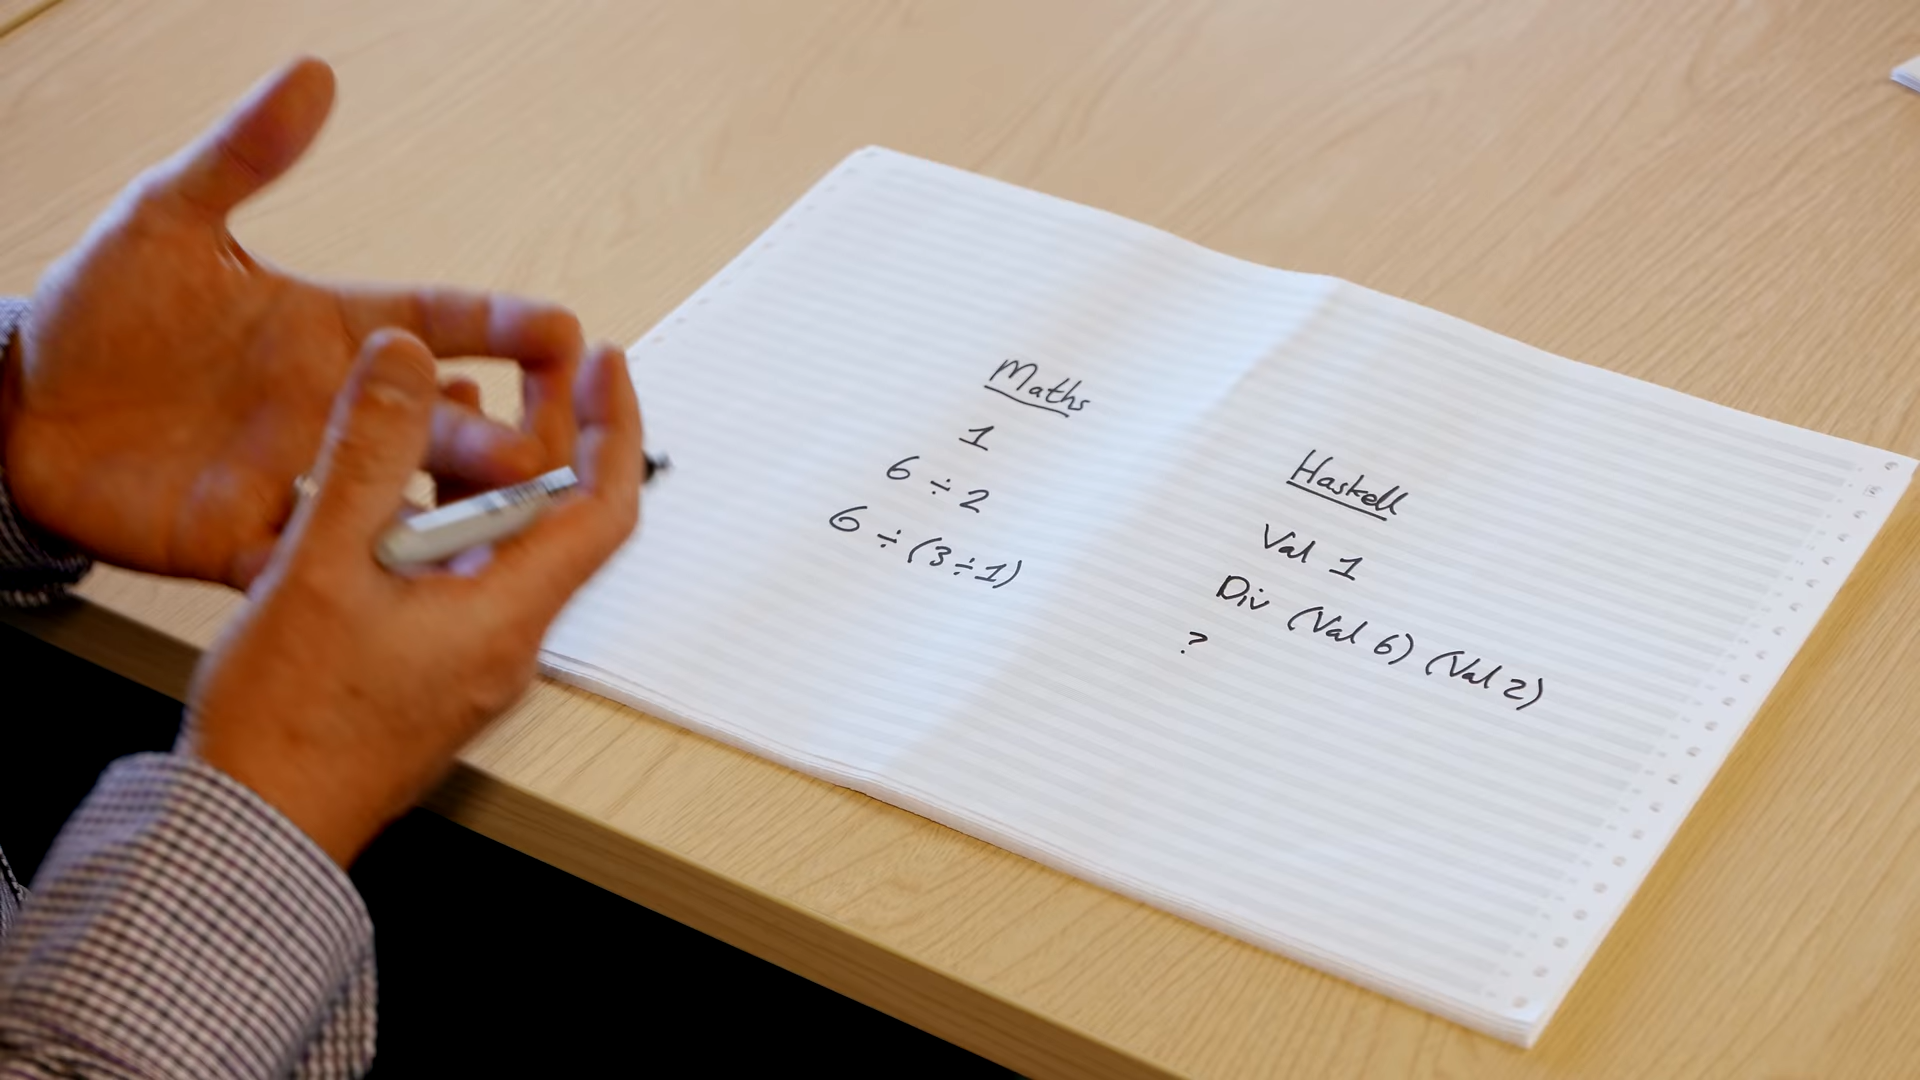 Maths
1
6 ÷ 2
6 ÷ (3÷1)
Haskell
Val 1
Div (Val 6) (Val 2)
?